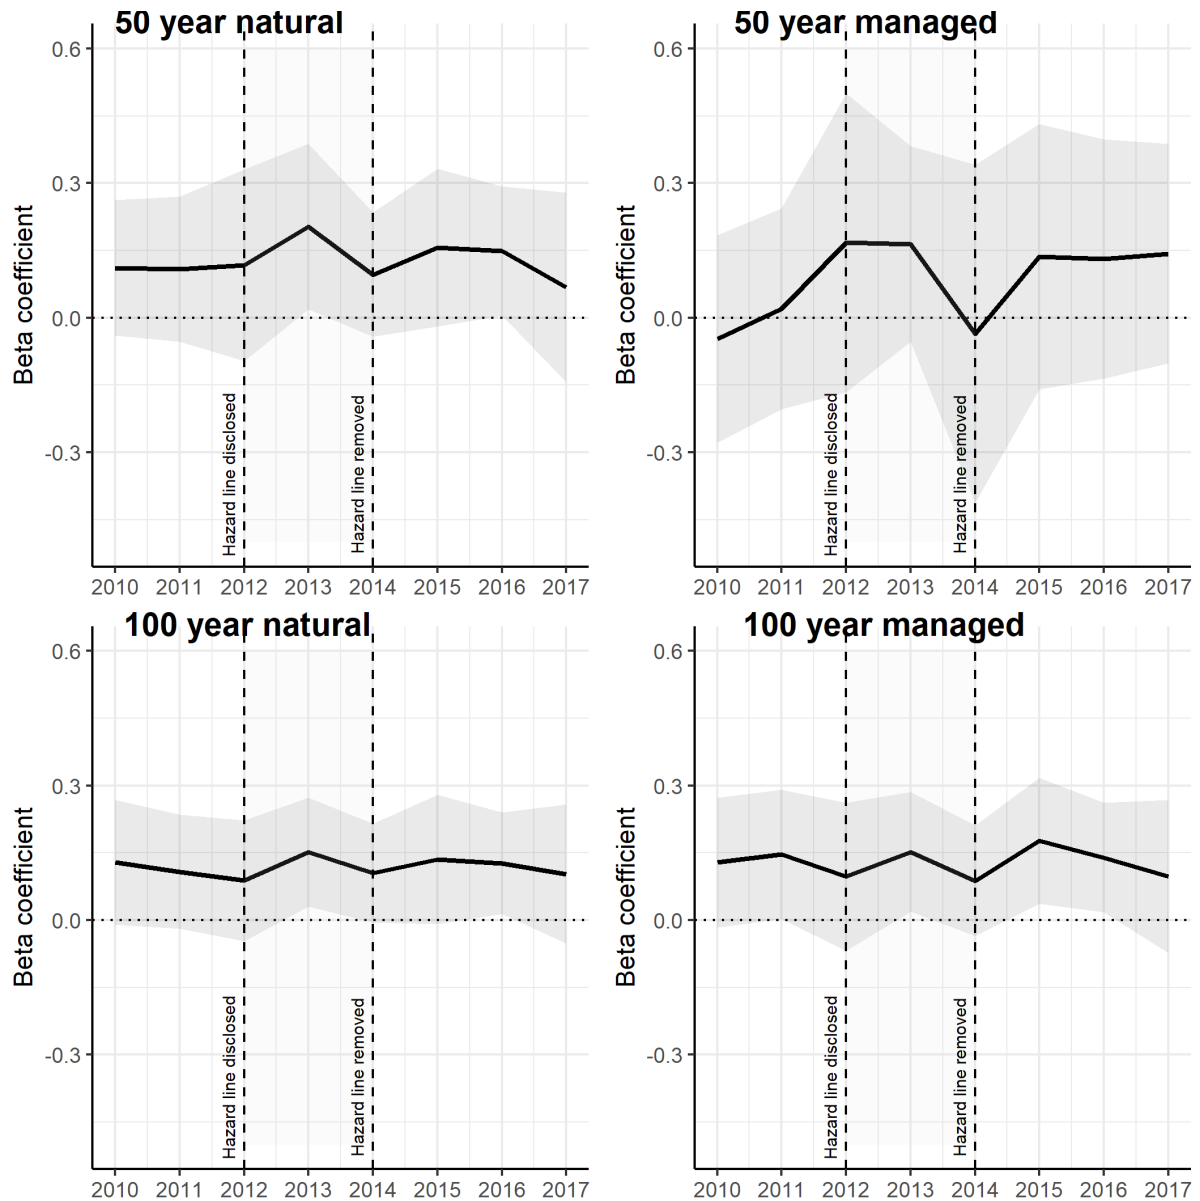 50 year natural
0.6
0.3
0.0
-0.3
Beta coefficient
Hazard line disclosed
Hazard line removed
2010 2011 2012 2013 2014 2015 2016 2017
50 year managed
0.6
0.3
0.0
-0.3
Beta coefficient
Hazard line disclosed
Hazard line removed
2010 2011 2012 2013 2014 2015 2016 2017
100 year natural
0.6
0.3
0.0
-0.3
Beta coefficient
Hazard line disclosed
Hazard line removed
2010 2011 2012 2013 2014 2015 2016 2017
100 year managed
0.6
0.3
0.0
-0.3
Beta coefficient
Hazard line disclosed
Hazard line removed
2010 2011 2012 2013 2014 2015 2016 2017